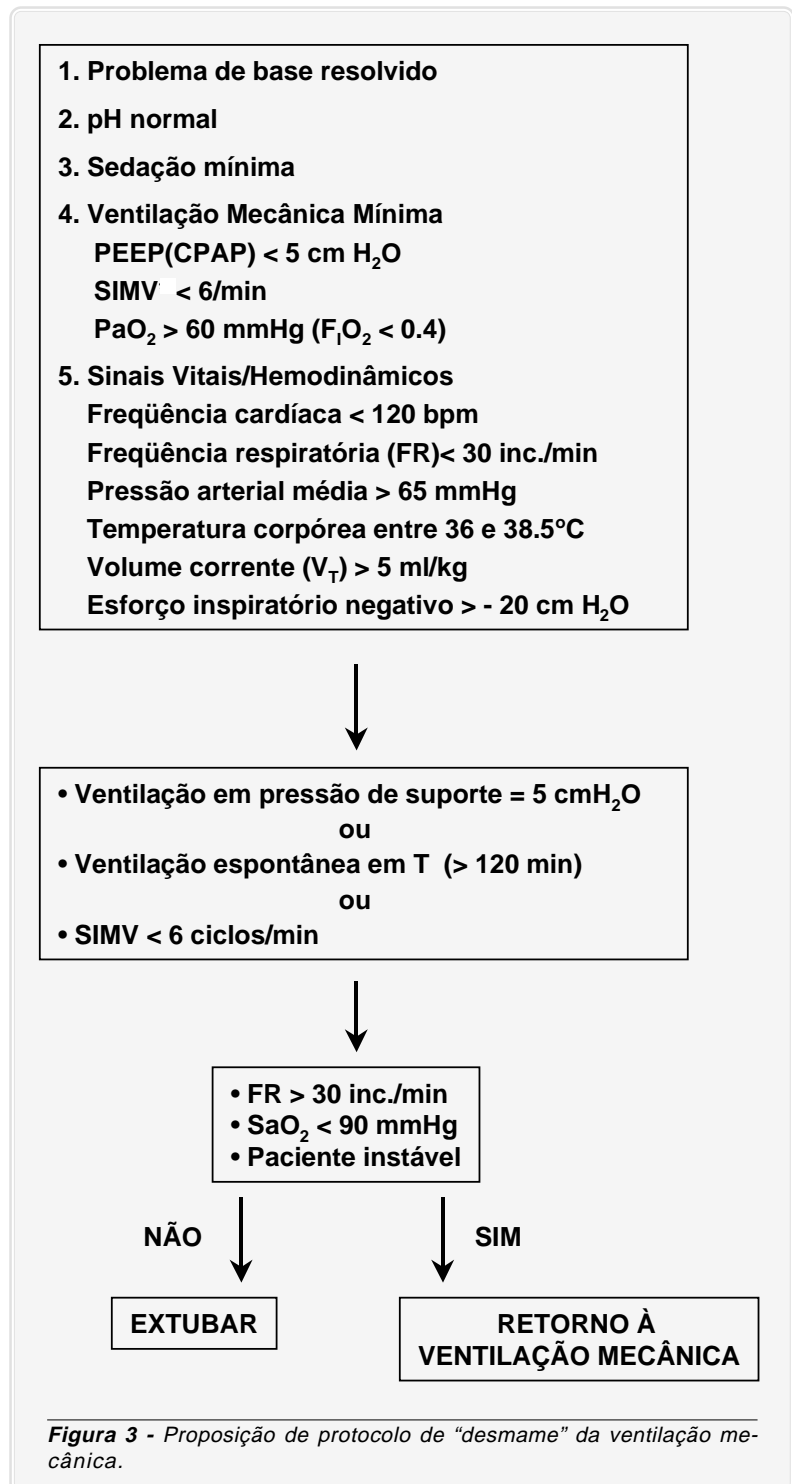 1. Problema de base resolvido
2. pH normal
3. Sedação mínima
4. Ventilação Mecânica Mínima
PEEP(CPAP) < 5 cm H₂O
SIMV < 6/min
PaO₂ > 60 mmHg (FᵢO₂ < 0.4)
5. Sinais Vitais/Hemodinâmicos
Freqüência cardíaca < 120 bpm
Freqüência respiratória (FR)< 30 inc./min
Pressão arterial média > 65 mmHg
Temperatura corpórea entre 36 e 38.5ºC
Volume corrente (V_T) > 5 ml/kg
Esforço inspiratório negativo > - 20 cm H₂O
• Ventilação em pressão de suporte = 5 cmH₂O
ou
• Ventilação espontânea em T (> 120 min)
ou
• SIMV < 6 ciclos/min
• FR > 30 inc./min
• SaO₂ < 90 mmHg
• Paciente instável
NÃO SIM
EXTUBAR
RETORNO À
VENTILAÇÃO MECÂNICA
Figura 3 - Proposição de protocolo de “desmame” da ventilação me-
cânica.